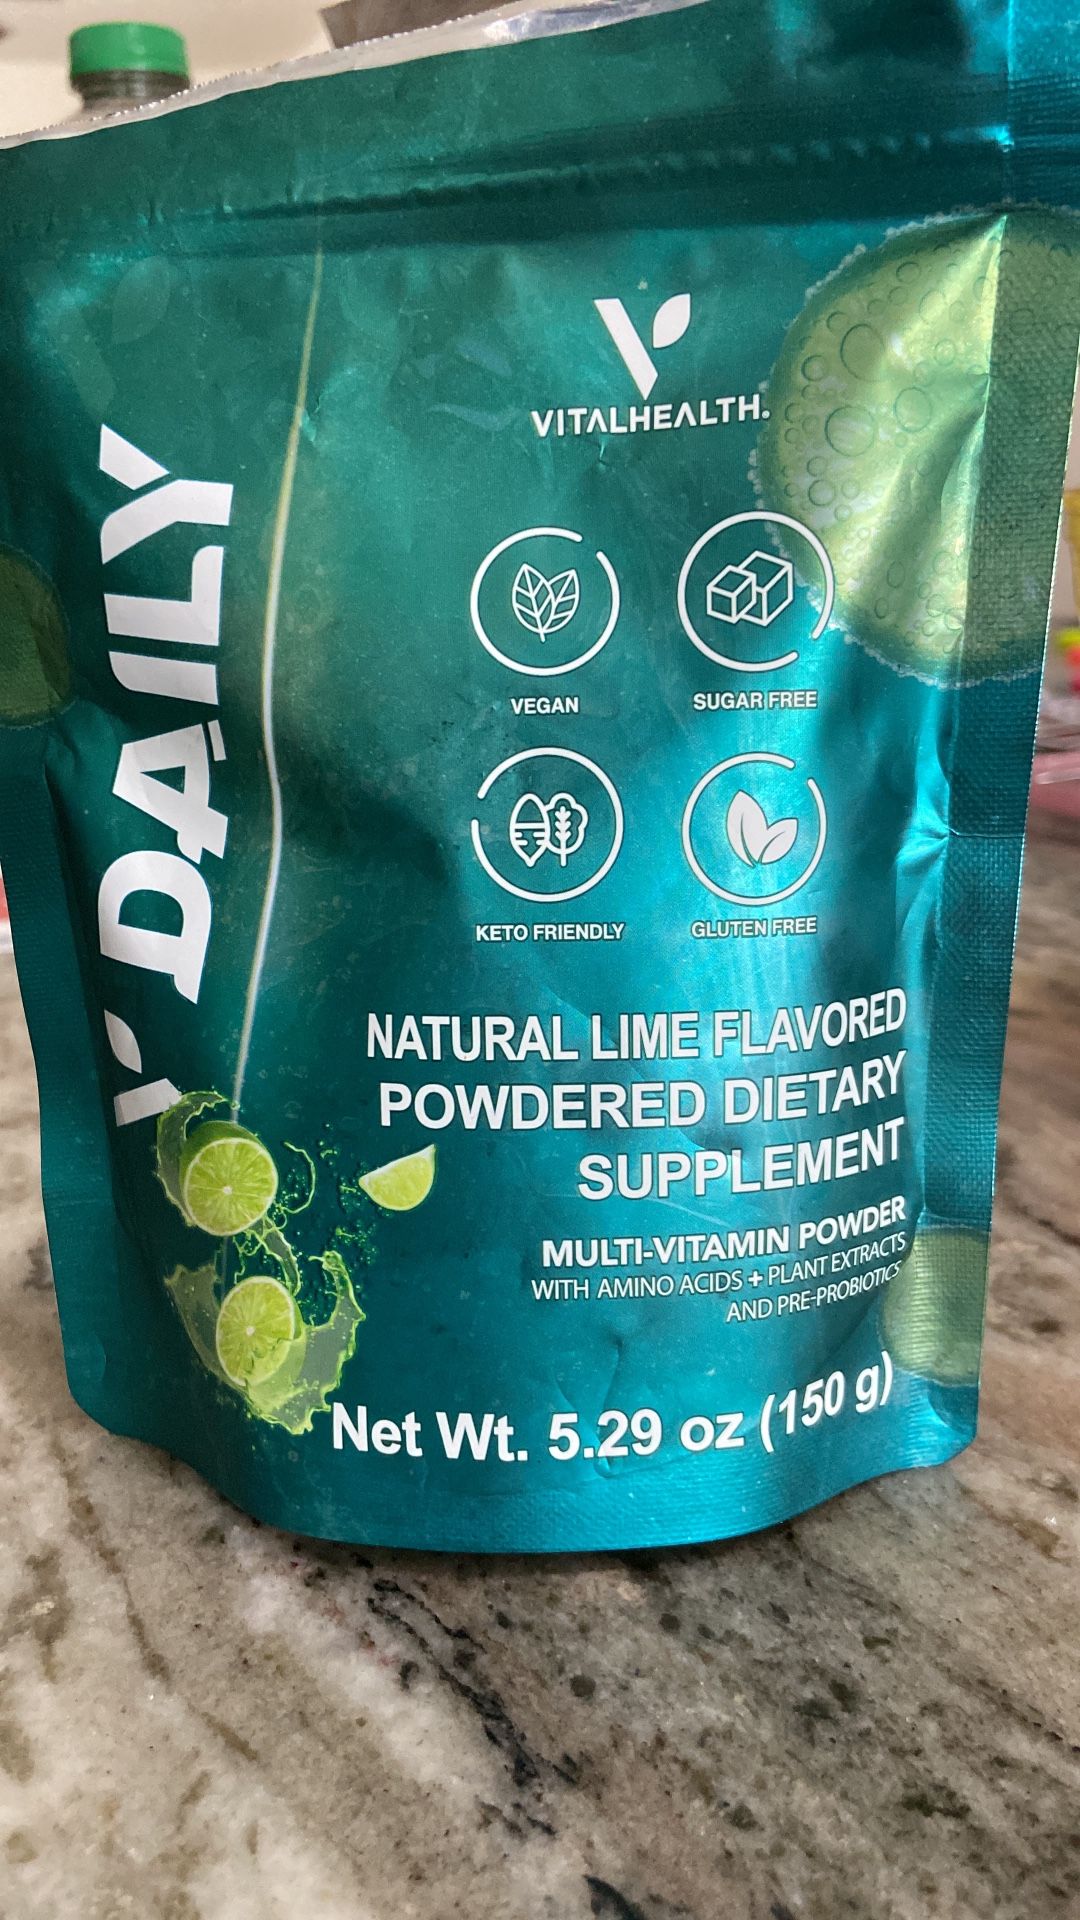 VITALHEALTH.
V DAILY
VEGAN
SUGAR FREE
KETO FRIENDLY
GLUTEN FREE
NATURAL LIME FLAVORED
POWDERED DIETARY
SUPPLEMENT
MULTI-VITAMIN POWDER
WITH AMINO ACIDS + PLANT EXTRACTS
AND PRE-PROBIOTICS
Net Wt. 5.29 oz (150 g)